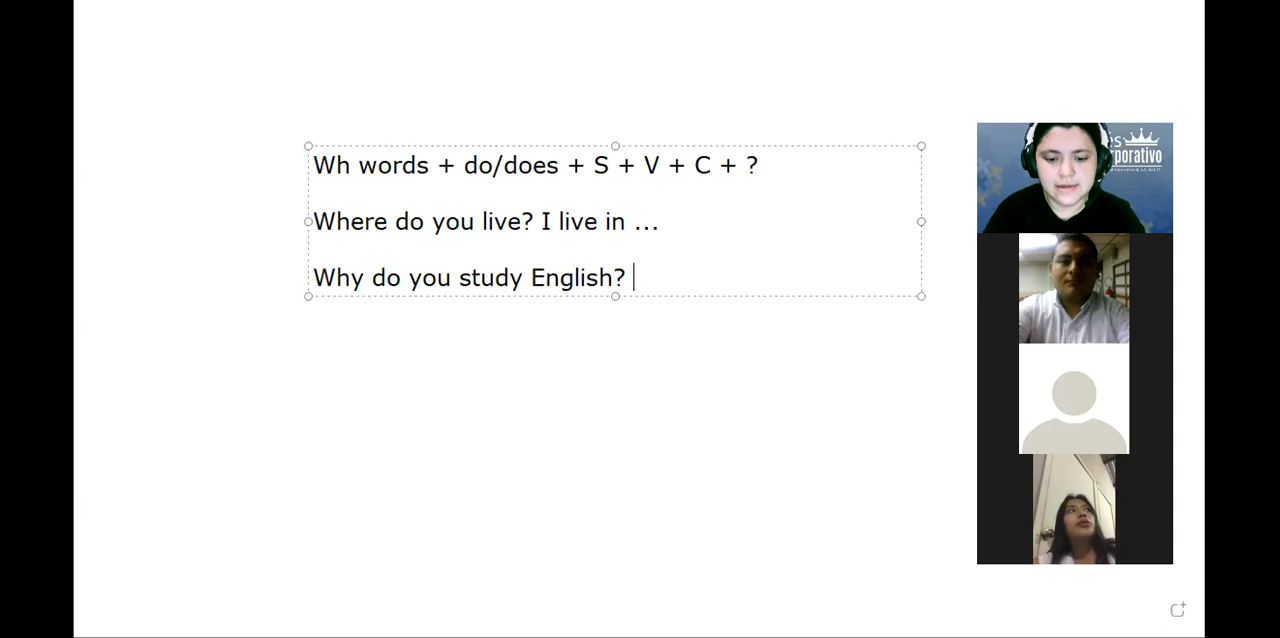 Wh words + do/does + S + V + C + ?
Where do you live? I live in ...
Why do you study English?